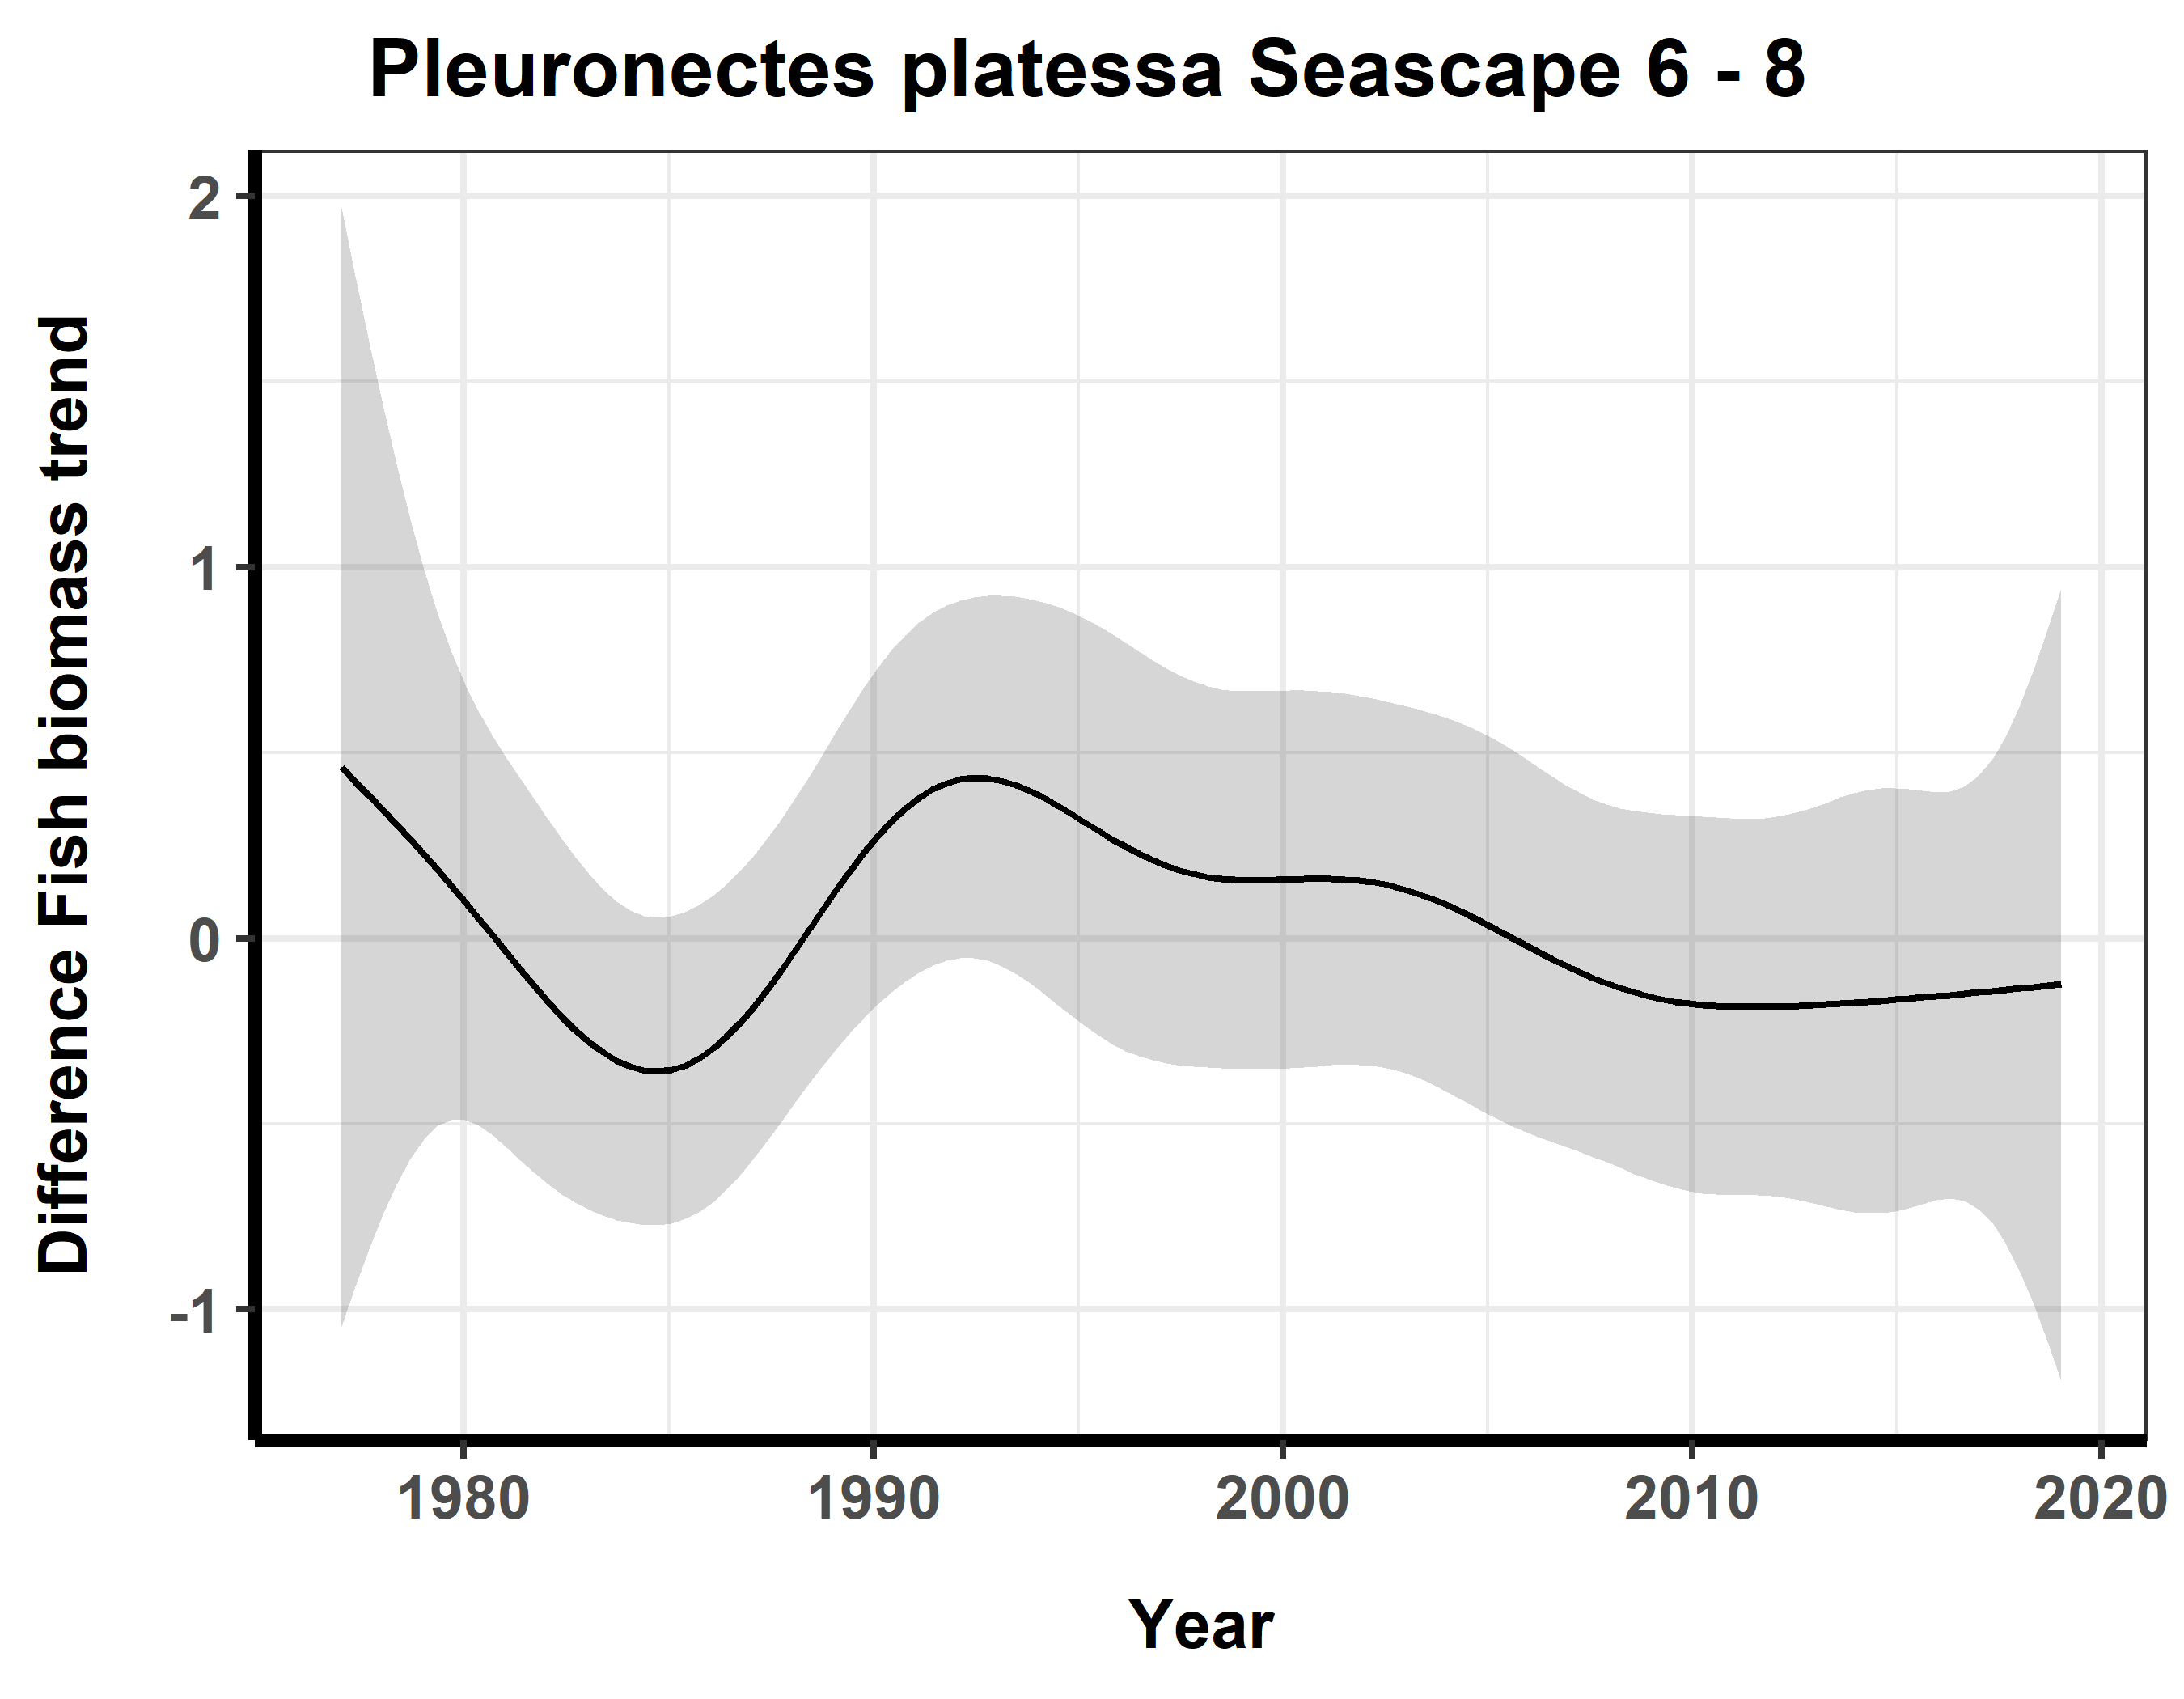 Pleuronectes platessa Seascape 6 - 8
Difference Fish biomass trend
2
1
0
-1
1980 1990 2000 2010 2020
Year